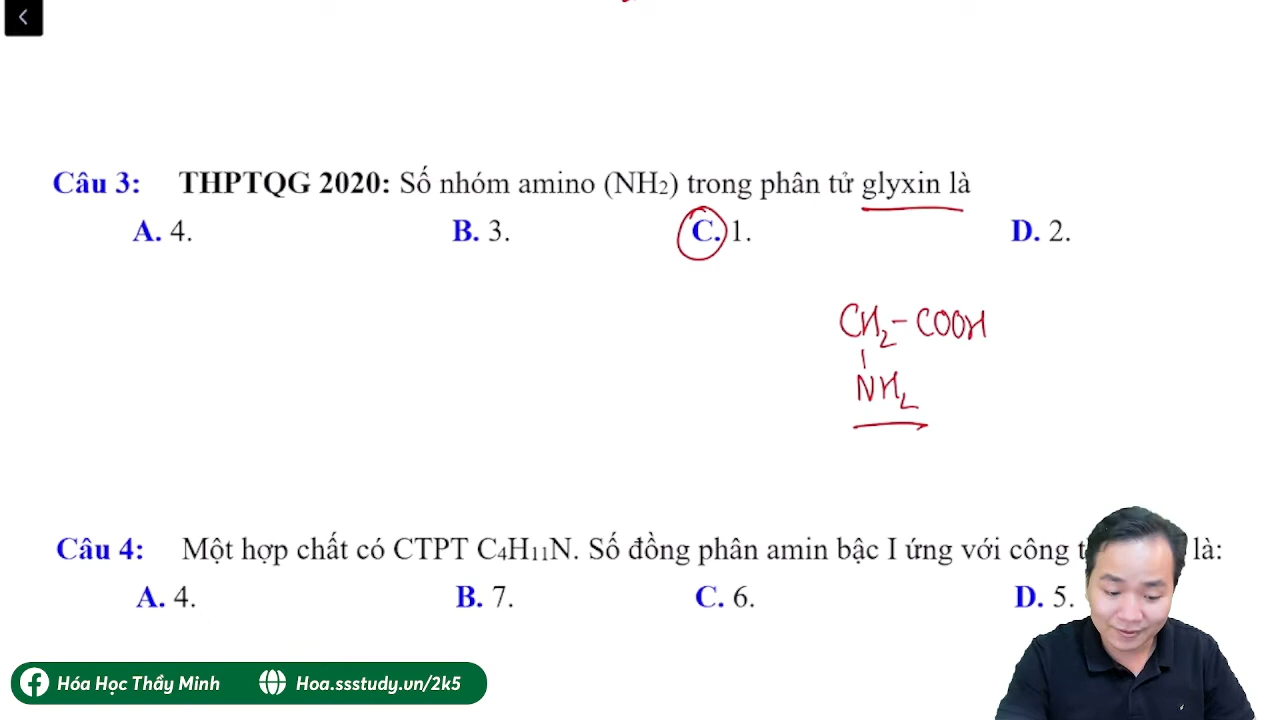 Câu 3: THPTQG 2020: Số nhóm amino (NH₂) trong phân tử glyxin là
A. 4. B. 3. C. 1. D. 2.
CH₂-COOH
NH₂
Câu 4: Một hợp chất có CTPT C₄H₁₁N. Số đồng phân amin bậc I ứng với công là:
A. 4. B. 7. C. 6. D. 5.
Hóa Học Thầy Minh Hoa.ssstudy.vn/2k5